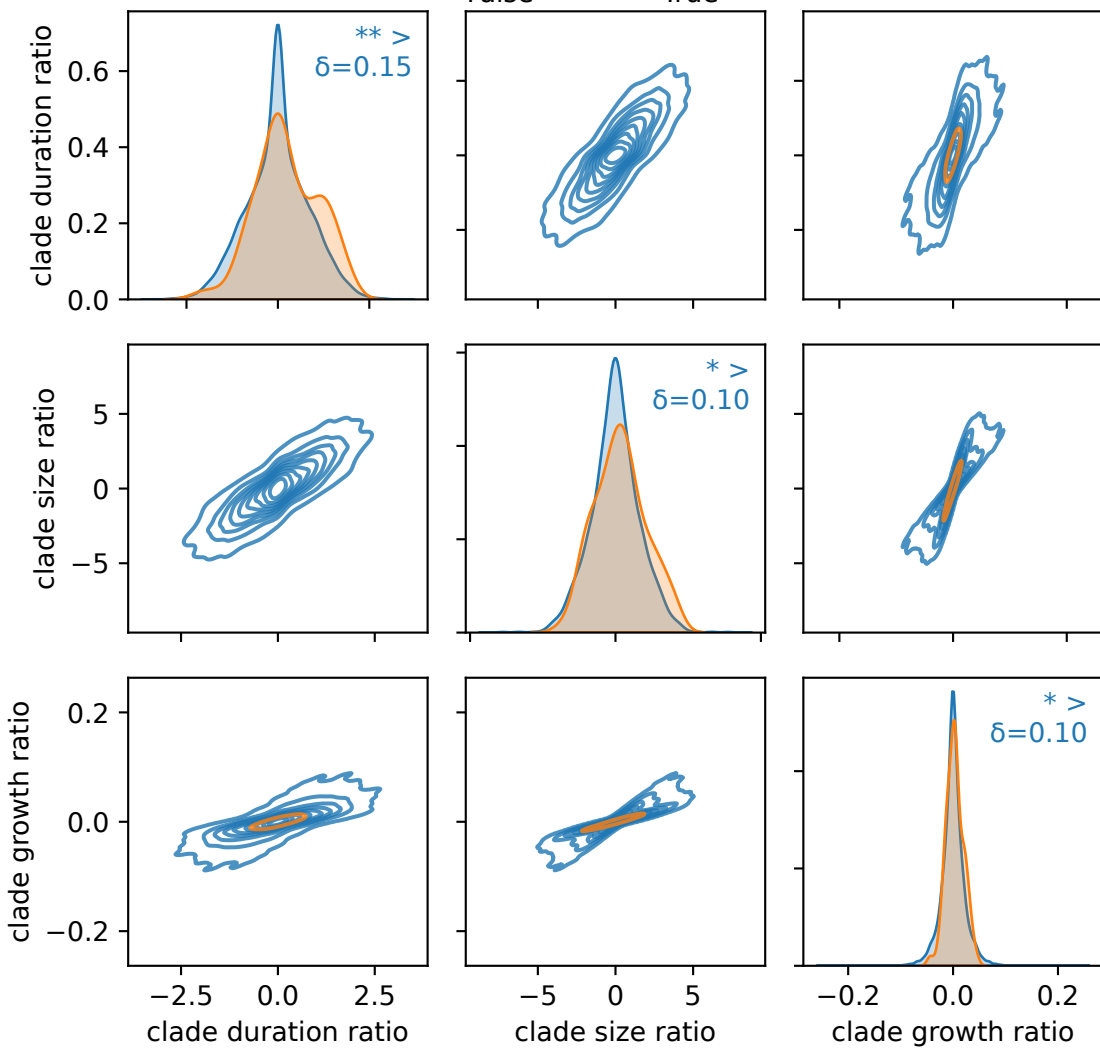 clade duration ratio
0.6
0.4
0.2
0.0
** >
δ=0.15
clade size ratio
5
0
−5
* >
δ=0.10
clade growth ratio
0.2
0.0
−0.2
* >
δ=0.10
−2.5 0.0 2.5
−5 0 5
−0.2 0.0 0.2
clade duration ratio
clade size ratio
clade growth ratio